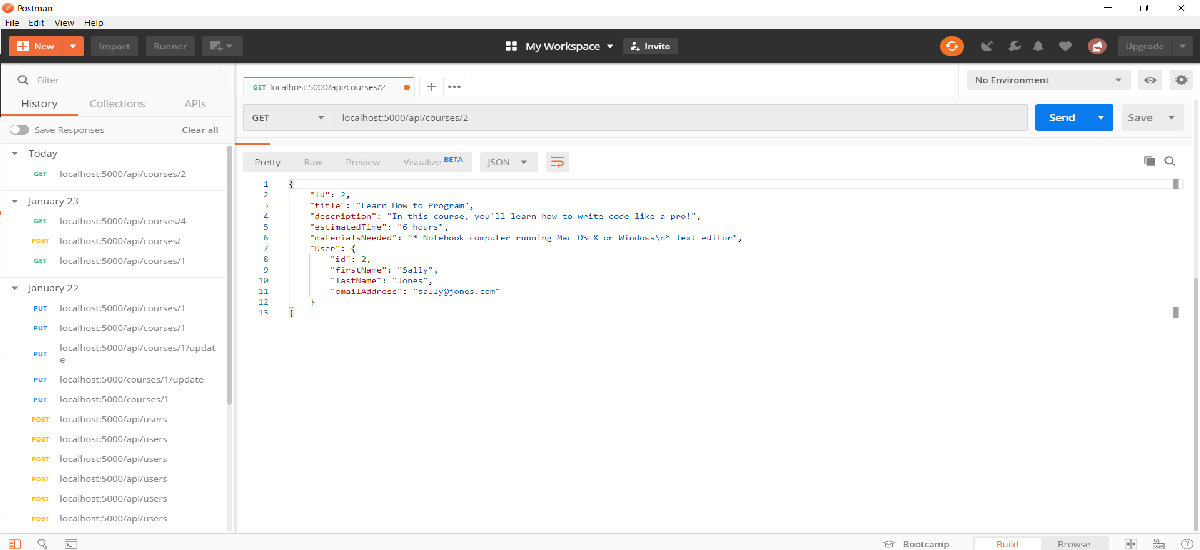 Postman
File Edit View Help
New Import Runner My Workspace Invite Upgrade
Filter
History Collections APIs
Save Responses Clear all
Today
GET localhost:5000/api/courses/2
January 23
GET localhost:5000/api/courses/4
POST localhost:5000/api/courses/
GET localhost:5000/api/courses/1
January 22
PUT localhost:5000/api/courses/1
PUT localhost:5000/api/courses/1
PUT localhost:5000/api/courses/1/updat
e
PUT localhost:5000/courses/1/update
PUT localhost:5000/courses/1
POST localhost:5000/api/users
POST localhost:5000/api/users
POST localhost:5000/api/users
POST localhost:5000/api/users
POST localhost:5000/api/users
POST localhost:5000/api/users
GET localhost:5000/api/courses/2
No Environment
GET localhost:5000/api/courses/2 Send Save
Pretty Raw Preview Visualize BETA JSON
1 {
2 "id": 2,
3 "title": "Learn How to Program",
4 "description": "In this course, you'll learn how to write code like a pro!",
5 "estimatedTime": "6 hours",
6 "materialsNeeded": "* Notebook computer running Mac OS X or Windows\n* Text editor",
7 "User": {
8 "id": 2,
9 "firstName": "Sally",
10 "lastName": "Jones",
11 "emailAddress": "sally@jones.com"
12 }
13 }
Bootcamp Build Browse